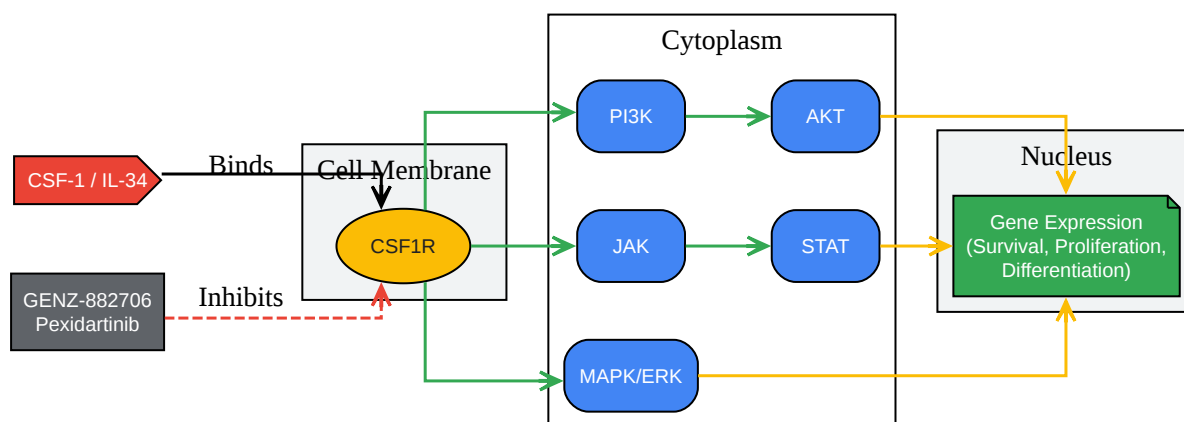 Cytoplasm
PI3K
AKT
Binds
Cell Membrane
Nucleus
CSF-1 / IL-34
CSF1R
JAK
STAT
Gene Expression
(Survival, Proliferation,
Differentiation)
GENZ-882706
Pexidartinib
Inhibits
MAPK/ERK